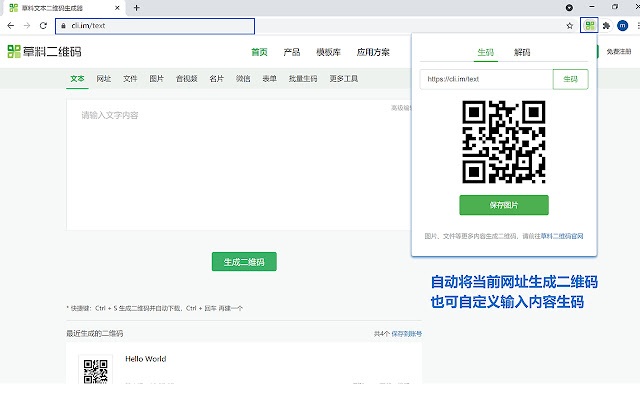 草料文本二维码生成器
cli.im/text
m
草料二维码
首页 产品 模板库 应用方案
免费注册
文本 网址 文件 图片 音视频 名片 微信 表单 批量生码 更多工具
请输入文字内容
高级编辑
生成二维码
* 快捷键：Ctrl + S 生成二维码并自动下载，Ctrl + 回车 再建一个
最近生成的二维码
共4个 保存到账号
Hello World
生码 解码
https://cli.im/text
生码
保存图片
图片、文件等更多内容生成二维码，请前往草料二维码官网
自动将当前网址生成二维码
也可自定义输入内容生码